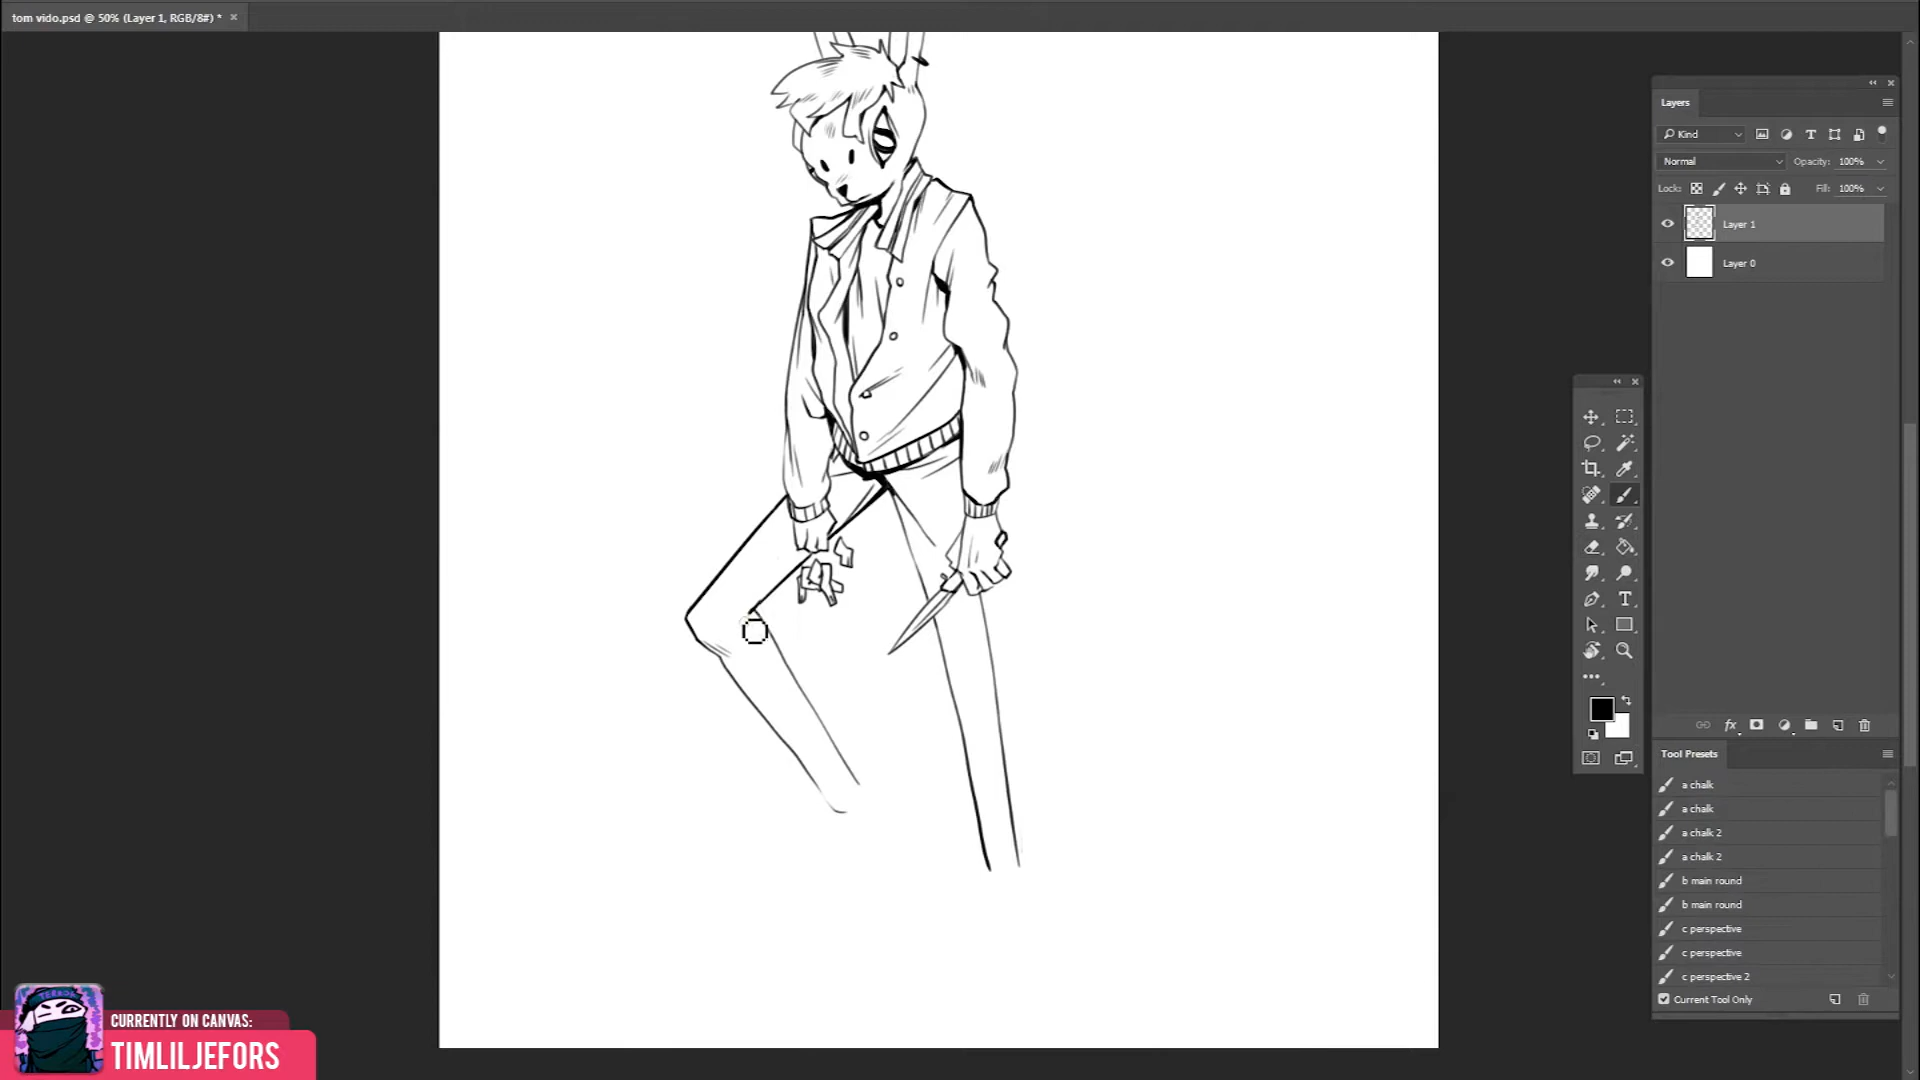 tom vido.psd @ 50% (Layer 1, RGB/8#) *
Layers
Kind
Normal
Opacity: 100%
Lock:
Fill: 100%
Layer 1
Layer 0
fx
Tool Presets
a chalk
a chalk
a chalk 2
a chalk 2
b main round
b main round
c perspective
c perspective
c perspective 2
Current Tool Only
CURRENTLY ON CANVAS:
TIMLILJEFORS